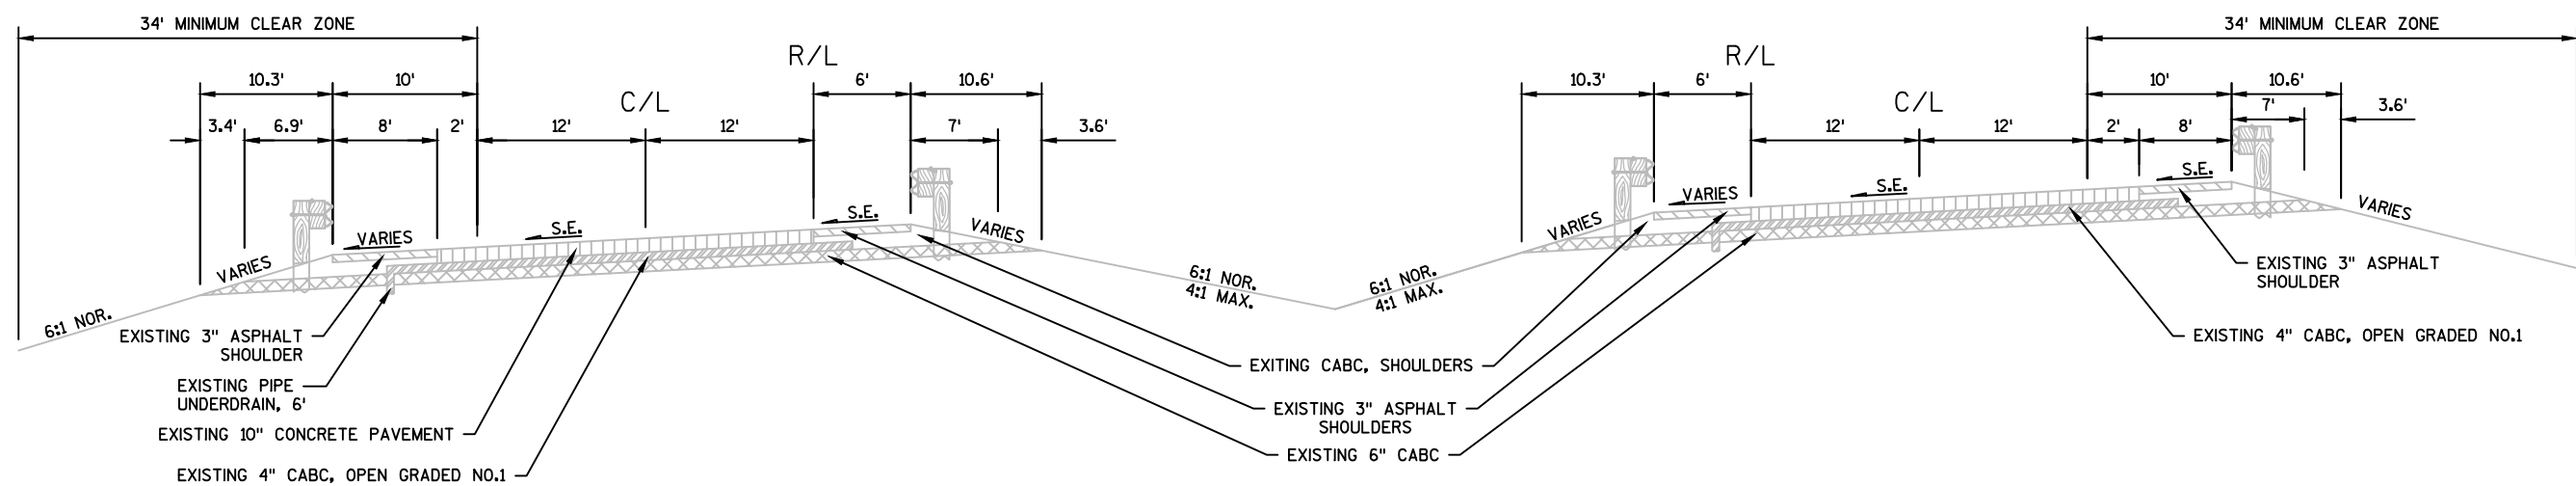 34' MINIMUM CLEAR ZONE
34' MINIMUM CLEAR ZONE
R/L
R/L
10.3'
10'
6'
10.6'
10.3'
6'
10'
10.6'
C/L
C/L
7'
3.6'
3.4'
6.9'
8'
2'
12'
12'
7'
3.6'
12'
12'
2'
8'
S.E.
S.E.
VARIES
S.E.
VARIES
VARIES
S.E.
VARIES
VARIES
VARIES
S.E.
VARIES
6:1 NOR.
6:1 NOR.
4:1 MAX.
6:1 NOR.
4:1 MAX.
EXISTING 3" ASPHALT
SHOULDER
EXISTING 3" ASPHALT
SHOULDER
EXISTING 4" CABC, OPEN GRADED NO.1
EXITING CABC, SHOULDERS
EXISTING PIPE
UNDERDRAIN, 6'
EXISTING 3" ASPHALT
SHOULDERS
EXISTING 10" CONCRETE PAVEMENT
EXISTING 6" CABC
EXISTING 4" CABC, OPEN GRADED NO.1